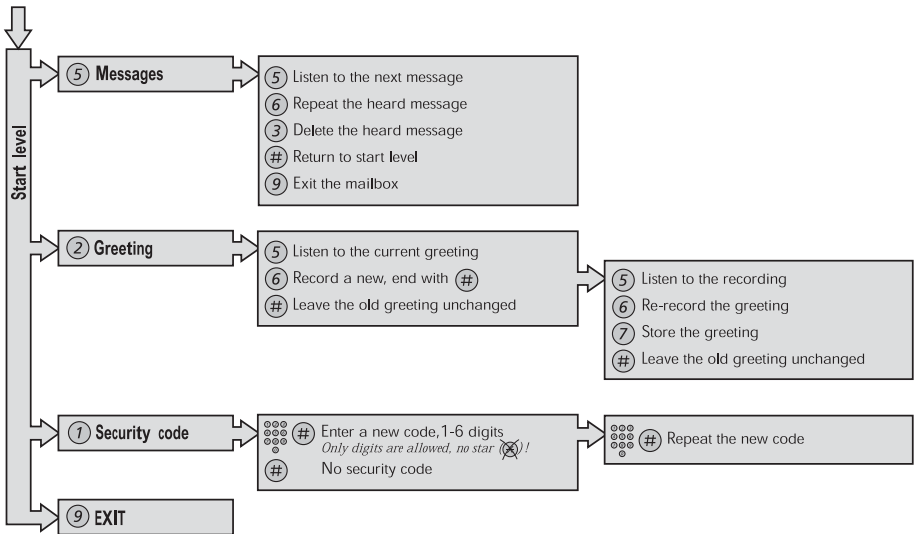 Start level
5 Messages
5 Listen to the next message
6 Repeat the heard message
3 Delete the heard message
# Return to start level
9 Exit the mailbox
2 Greeting
5 Listen to the current greeting
6 Record a new, end with #
# Leave the old greeting unchanged
5 Listen to the recording
6 Re-record the greeting
7 Store the greeting
# Leave the old greeting unchanged
1 Security code
# Enter a new code,1-6 digits
Only digits are allowed, no star (*)!
# No security code
# Repeat the new code
9 EXIT